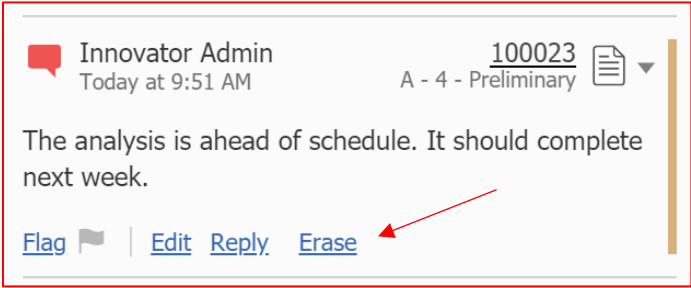 Innovator Admin 100023
Today at 9:51 AM A - 4 - Preliminary
The analysis is ahead of schedule. It should complete
next week.
Flag Edit Reply Erase